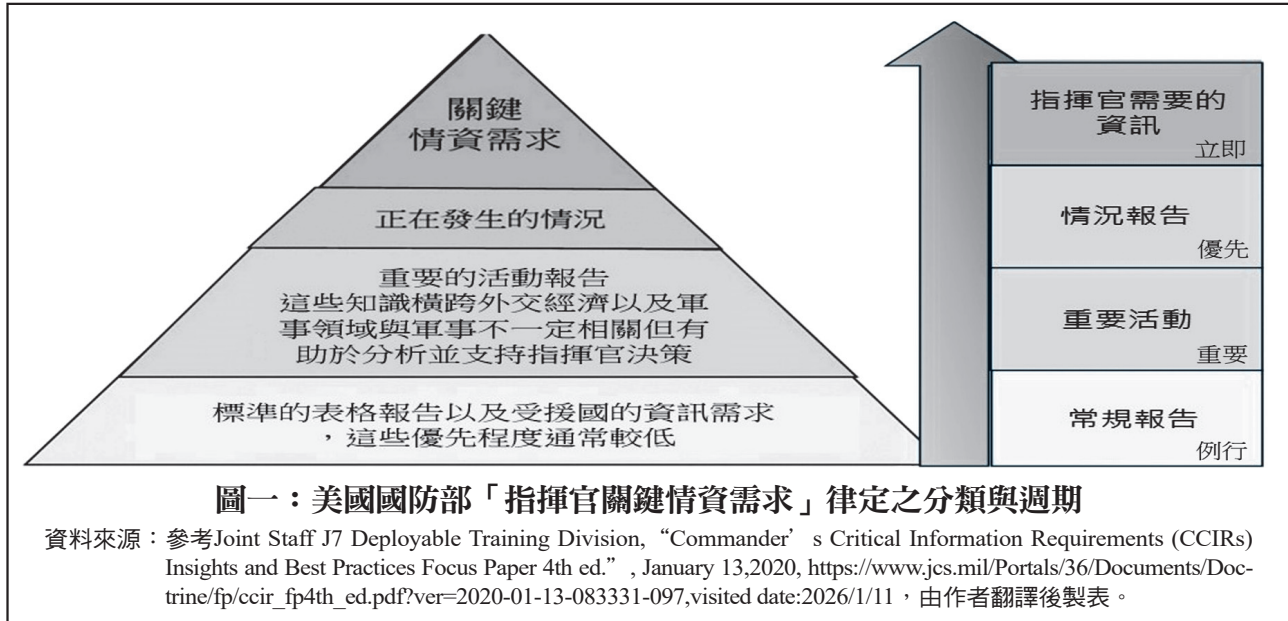 關鍵
情資需求
正在發生的情況
重要的活動報告
這些知識橫跨外交經濟以及軍
事領域與軍事不一定相關但有
助於分析並支持指揮官決策
標準的表格報告以及受援國的資訊需求
,這些優先程度通常較低
指揮官需要的
資訊
立即
情況報告
優先
重要活動
重要
常規報告
例行
圖一：美國國防部「指揮官關鍵情資需求」律定之分類與週期
資料來源：參考Joint Staff J7 Deployable Training Division, “Commander’ s Critical Information Requirements (CCIRs)
Insights and Best Practices Focus Paper 4th ed.” , January 13,2020, https://www.jcs.mil/Portals/36/Documents/Doc-
trine/fp/ccir_fp4th_ed.pdf?ver=2020-01-13-083331-097,visited date:2026/1/11，由作者翻譯後製表。